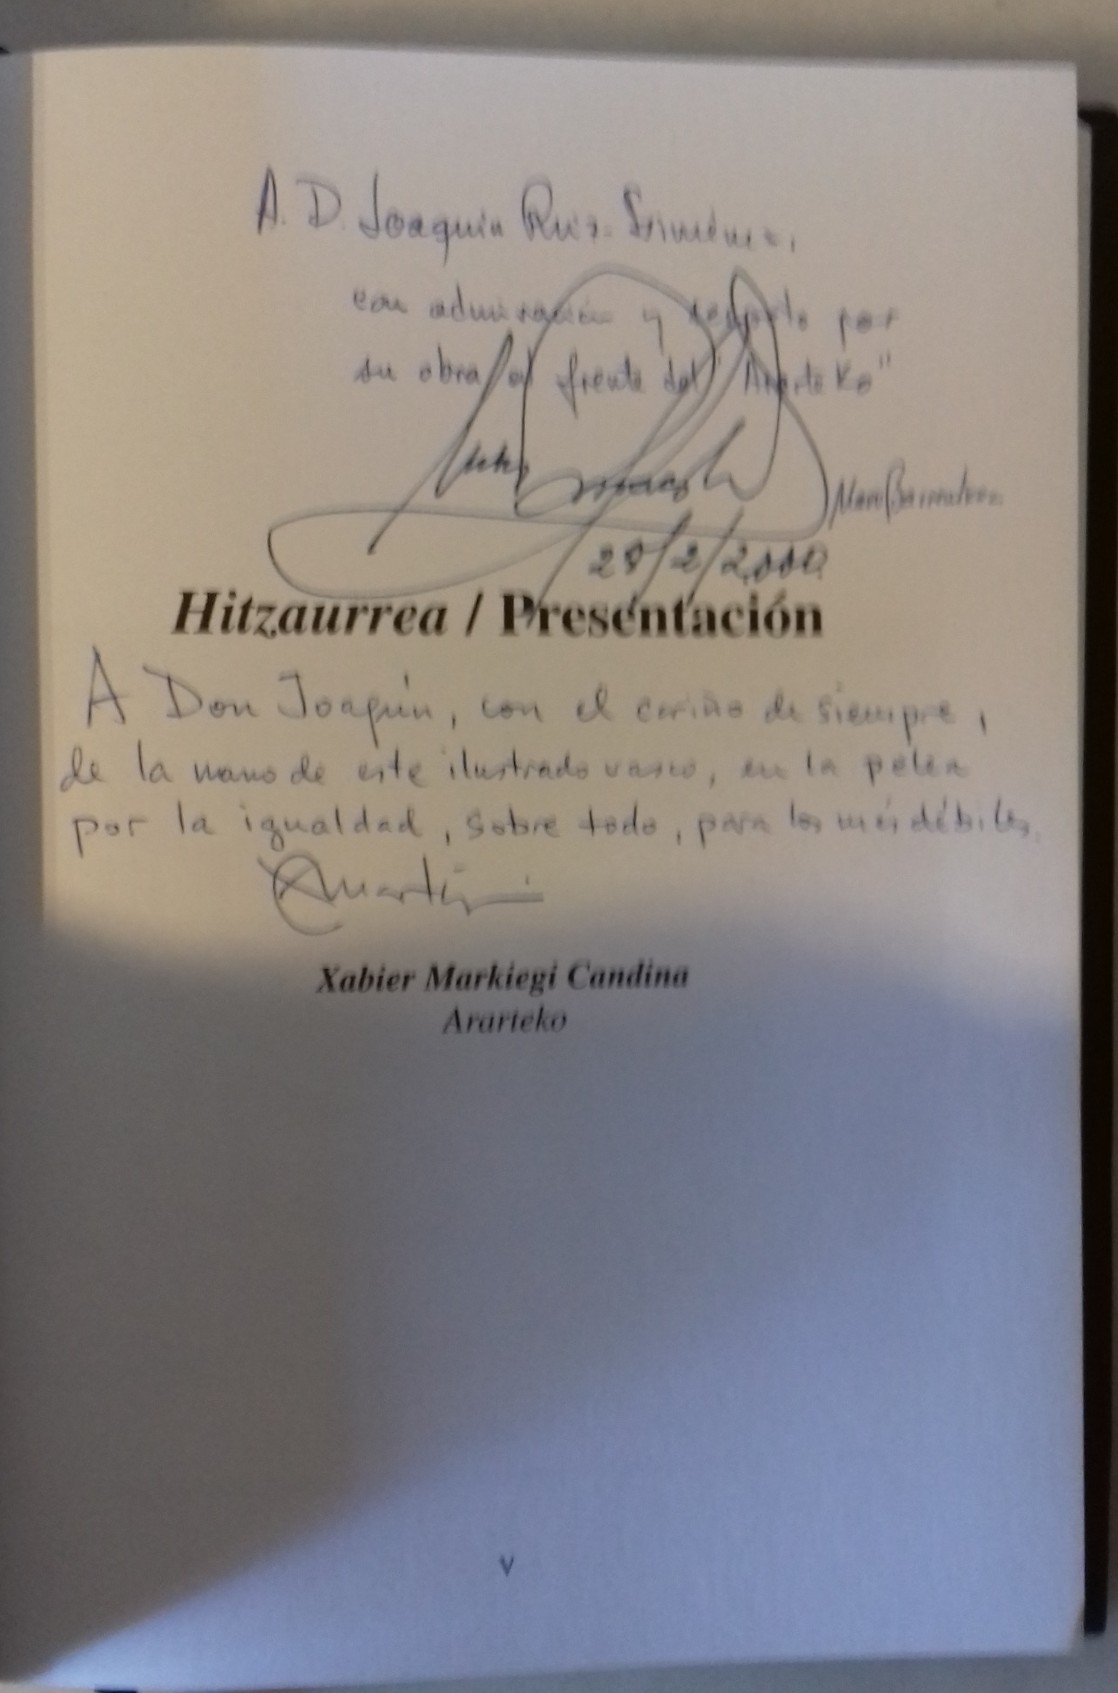 A. D. Joaquín Ruiz-Giménez,
con admiración y respeto por
su obra al frente del "Ararteko"
28/2/2000
Hitzaurrea / Presentación
A Don Joaquín, con el cariño de siempre,
de la mano de este ilustrado vasco, en la pelea
por la igualdad, sobre todo, para los más débiles.
Xabier Markiegi Candina
Ararteko
V